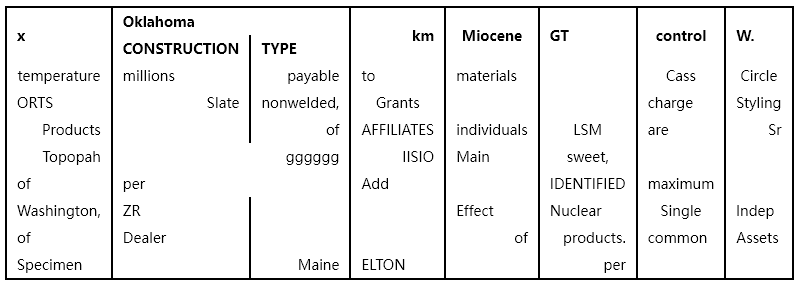 x Oklahoma km Miocene GT control W.
CONSTRUCTION TYPE
temperature millions payable to materials Cass Circle
ORTS Slate nonwelded, Grants charge Styling
Products of AFFILIATES individuals LSM are Sr
Topopah gggggg IISIO Main sweet,
of per Add IDENTIFIED maximum
Washington, ZR Effect Nuclear Single Indep
of Dealer of products. common Assets
Specimen Maine ELTON per